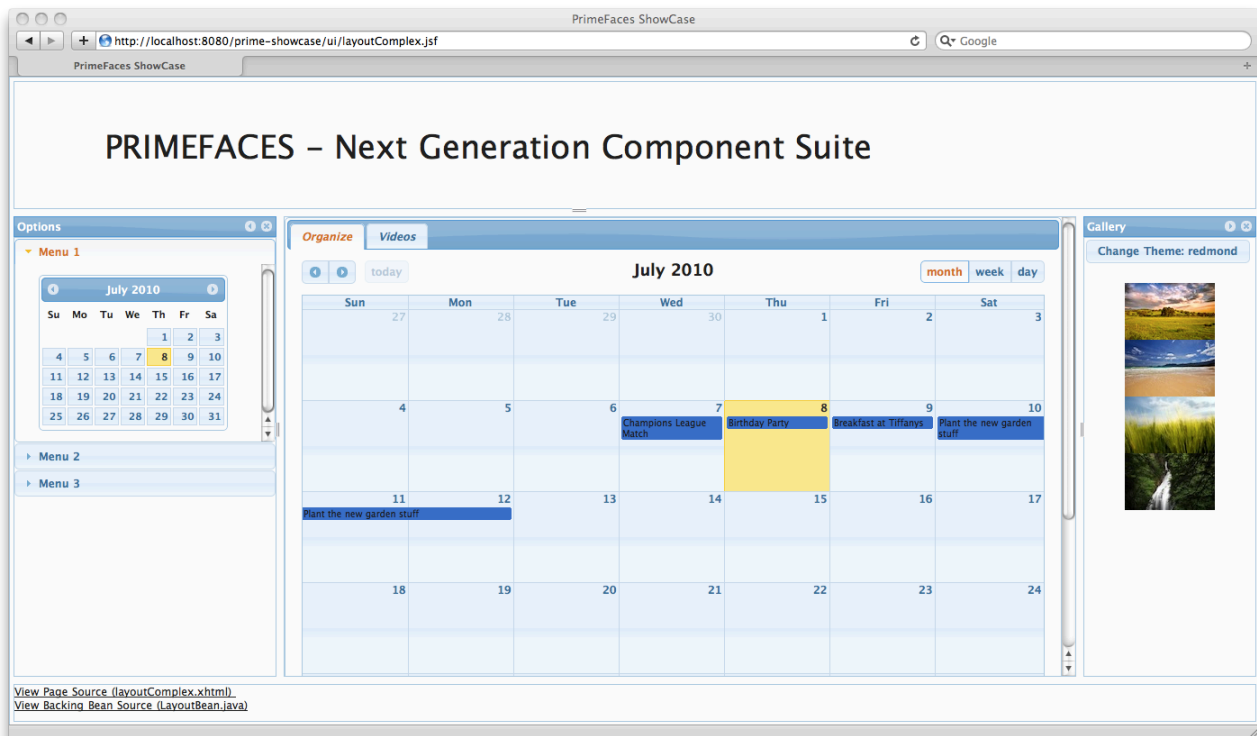 PrimeFaces ShowCase
http://localhost:8080/prime-showcase/ui/layoutComplex.jsf
Google
PrimeFaces ShowCase
PRIMEFACES – Next Generation Component Suite
Options
Menu 1
July 2010
Su Mo Tu We Th Fr Sa
1 2 3
4 5 6 7 8 9 10
11 12 13 14 15 16 17
18 19 20 21 22 23 24
25 26 27 28 29 30 31
Menu 2
Menu 3
Organize Videos
today
July 2010
month week day
Sun Mon Tue Wed Thu Fri Sat
27 28 29 30 1 2 3
4 5 6 7 8 9 10
Champions League
Match
Birthday Party
Breakfast at Tiffanys
Plant the new garden
stuff
11 12 13 14 15 16 17
Plant the new garden stuff
18 19 20 21 22 23 24
Gallery
Change Theme: redmond
View Page Source (layoutComplex.xhtml)
View Backing Bean Source (LayoutBean.java)